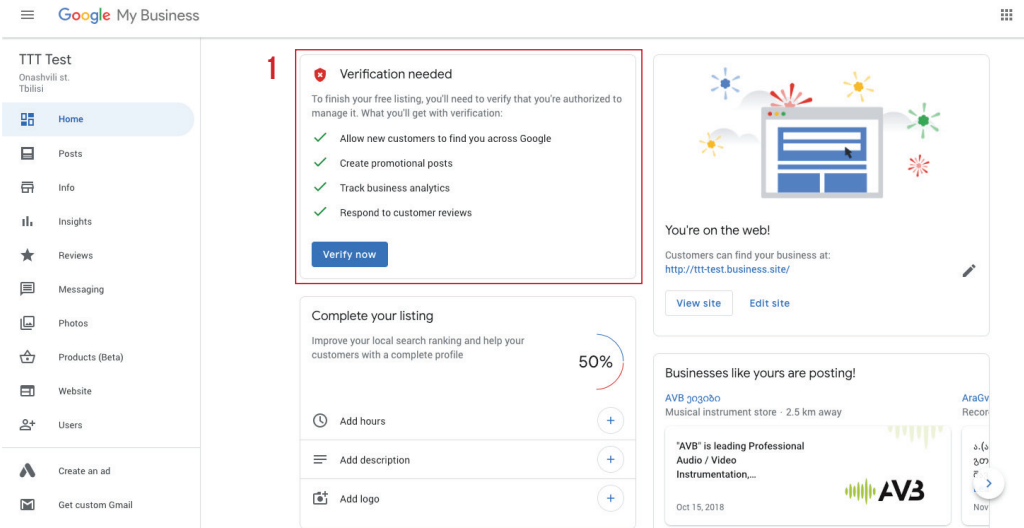 Google My Business
TTT Test
Onashvili st.
Tbilisi
Home
Posts
Info
Insights
Reviews
Messaging
Photos
Products (Beta)
Website
Users
Create an ad
Get custom Gmail
1
Verification needed
To finish your free listing, you'll need to verify that you're authorized to
manage it. What you'll get with verification:
Allow new customers to find you across Google
Create promotional posts
Track business analytics
Respond to customer reviews
Verify now
Complete your listing
Improve your local search ranking and help your
customers with a complete profile
50%
Add hours
Add description
Add logo
You're on the web!
Customers can find your business at:
http://ttt-test.business.site/
View site
Edit site
Businesses like yours are posting!
AVB ეივიბი
Musical instrument store · 2.5 km away
"AVB" is leading Professional
Audio / Video
Instrumentation,...
AVB
Oct 15, 2018
AraGv
Recor
Nov